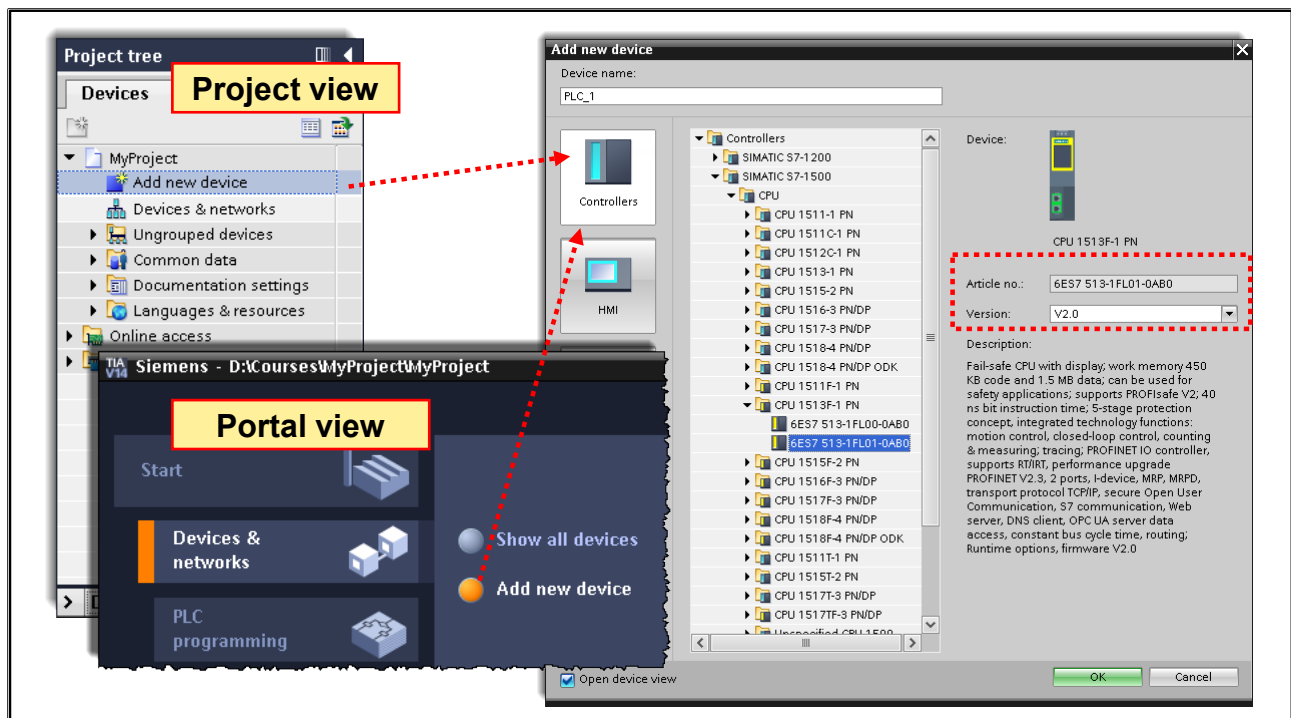 Project tree
Project view
Devices
MyProject
Add new device
Devices & networks
Ungrouped devices
Common data
Documentation settings
Languages & resources
Online access
TIA
V14
Siemens - D:\Courses\MyProject\MyProject
Portal view
Start
Devices &
networks
PLC
programming
Show all devices
Add new device
Add new device
Device name:
PLC_1
Controllers
HMI
Controllers
SIMATIC S7-1200
SIMATIC S7-1500
CPU
CPU 1511-1 PN
CPU 1511C-1 PN
CPU 1512C-1 PN
CPU 1513-1 PN
CPU 1515-2 PN
CPU 1516-3 PN/DP
CPU 1517-3 PN/DP
CPU 1518-4 PN/DP
CPU 1518-4 PN/DP ODK
CPU 1511F-1 PN
CPU 1513F-1 PN
6ES7 513-1FL00-0AB0
6ES7 513-1FL01-0AB0
CPU 1515F-2 PN
CPU 1516F-3 PN/DP
CPU 1517F-3 PN/DP
CPU 1518F-4 PN/DP
CPU 1518F-4 PN/DP ODK
CPU 1511T-1 PN
CPU 1515T-2 PN
CPU 1517T-3 PN/DP
CPU 1517TF-3 PN/DP
Unspecified CPU 1500
Device:
CPU 1513F-1 PN
Article no.: 6ES7 513-1FL01-0AB0
Version: V2.0
Description:
Fail-safe CPU with display; work memory 450
KB code and 1.5 MB data; can be used for
safety applications; supports PROFIsafe V2; 40
ns bit instruction time; 5-stage protection
concept, integrated technology functions:
motion control, closed-loop control, counting
& measuring; tracing; PROFINET IO controller,
supports RT/IRT, performance upgrade
PROFINET V2.3, 2 ports, I-device, MRP, MRPD,
transport protocol TCP/IP, secure Open User
Communication, S7 communication, Web
server, DNS client, OPC UA server data
access, constant bus cycle time, routing;
Runtime options, firmware V2.0
Open device view
OK
Cancel